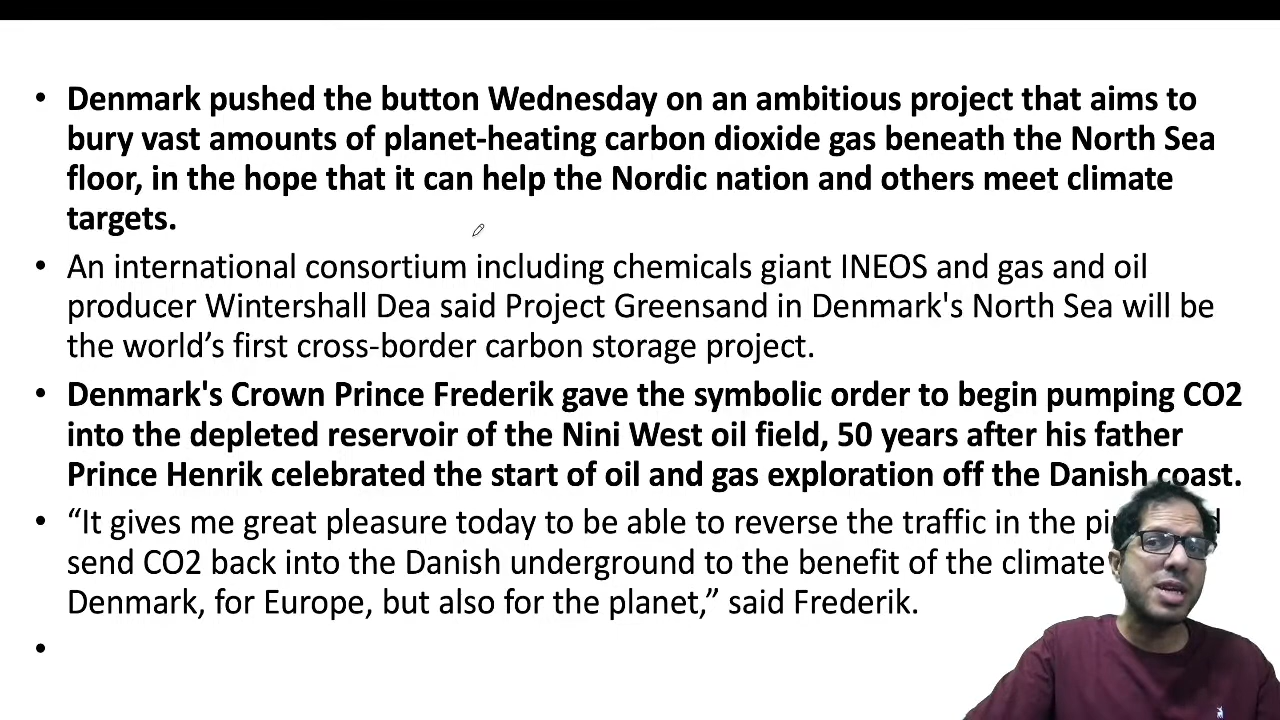 • Denmark pushed the button Wednesday on an ambitious project that aims to
bury vast amounts of planet-heating carbon dioxide gas beneath the North Sea
floor, in the hope that it can help the Nordic nation and others meet climate
targets.
• An international consortium including chemicals giant INEOS and gas and oil
producer Wintershall Dea said Project Greensand in Denmark's North Sea will be
the world’s first cross-border carbon storage project.
• Denmark's Crown Prince Frederik gave the symbolic order to begin pumping CO2
into the depleted reservoir of the Nini West oil field, 50 years after his father
Prince Henrik celebrated the start of oil and gas exploration off the Danish coast.
• “It gives me great pleasure today to be able to reverse the traffic in the
send CO2 back into the Danish underground to the benefit of the climate
Denmark, for Europe, but also for the planet,” said Frederik.
•